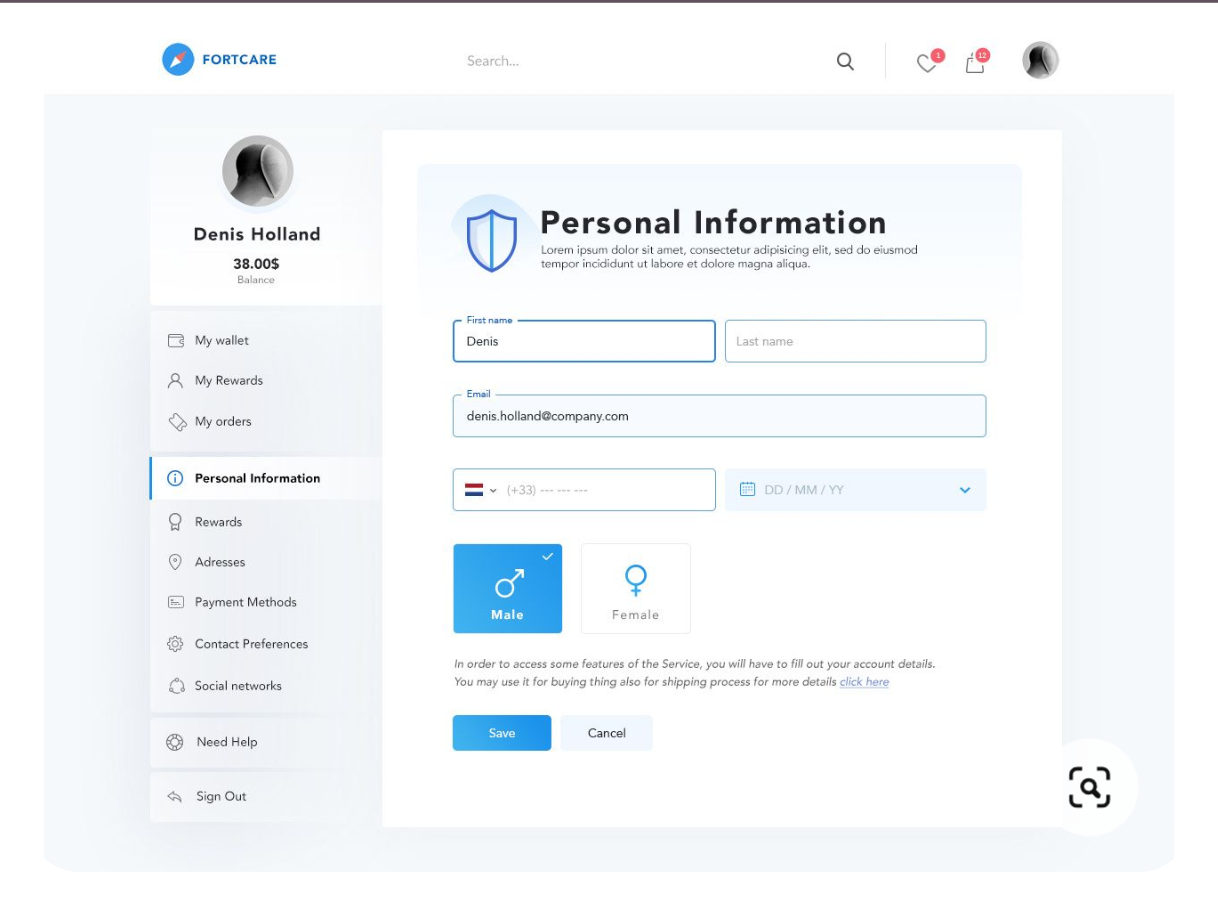 FORTCARE
Search...
1
12
Denis Holland
38.00$
Balance
My wallet
My Rewards
My orders
Personal Information
Rewards
Adresses
Payment Methods
Contact Preferences
Social networks
Need Help
Sign Out
Personal Information
Lorem ipsum dolor sit amet, consectetur adipisicing elit, sed do eiusmod
tempor incididunt ut labore et dolore magna aliqua.
First name
Denis
Last name
Email
denis.holland@company.com
(+33) --- --- ---
DD / MM / YY
Male
Female
In order to access some features of the Service, you will have to fill out your account details.
You may use it for buying thing also for shipping process for more details click here
Save
Cancel